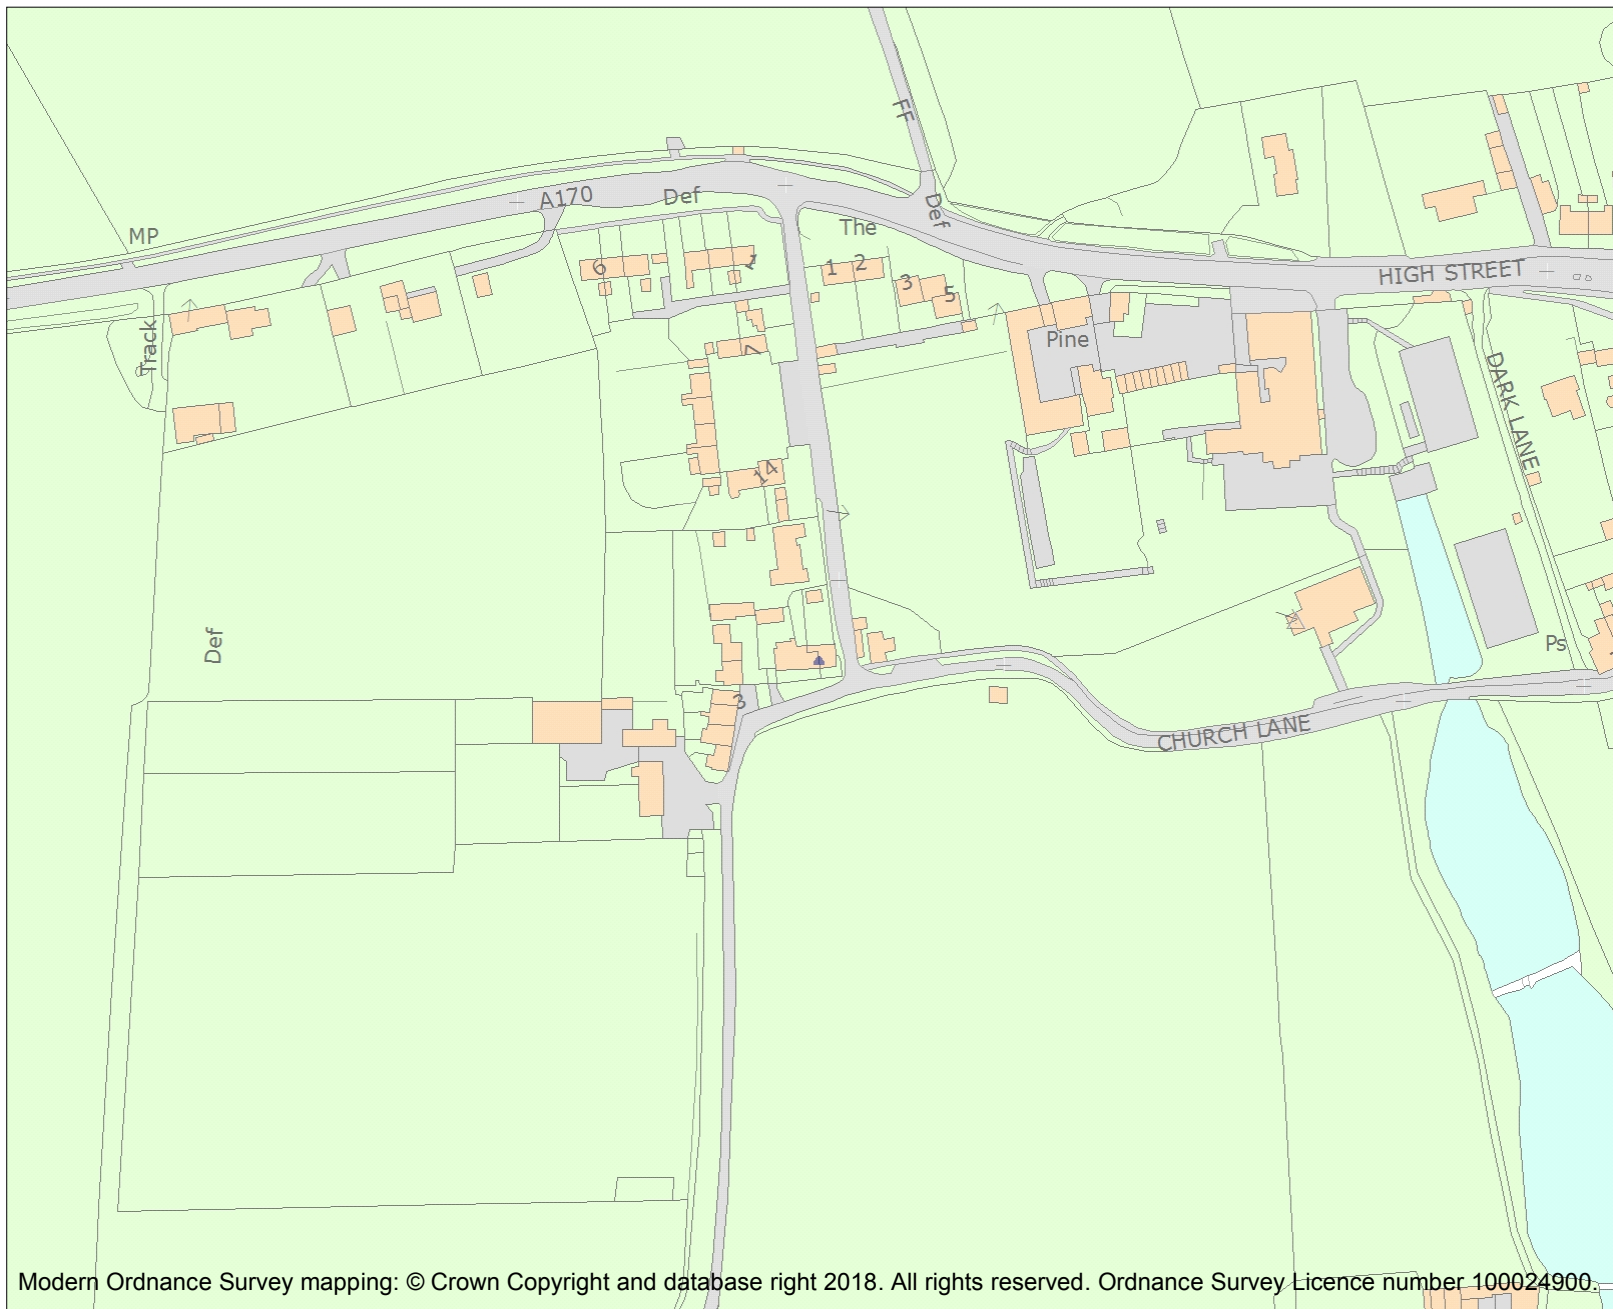 FF
A170
Def
Def
MP
The
6
1
1
2
3
5
HIGH STREET
Track
Pine
7
DARK LANE
14
Def
Ps
3
CHURCH LANE
Modern Ordnance Survey mapping: © Crown Copyright and database right 2018. All rights reserved. Ordnance Survey Licence number 100024900.